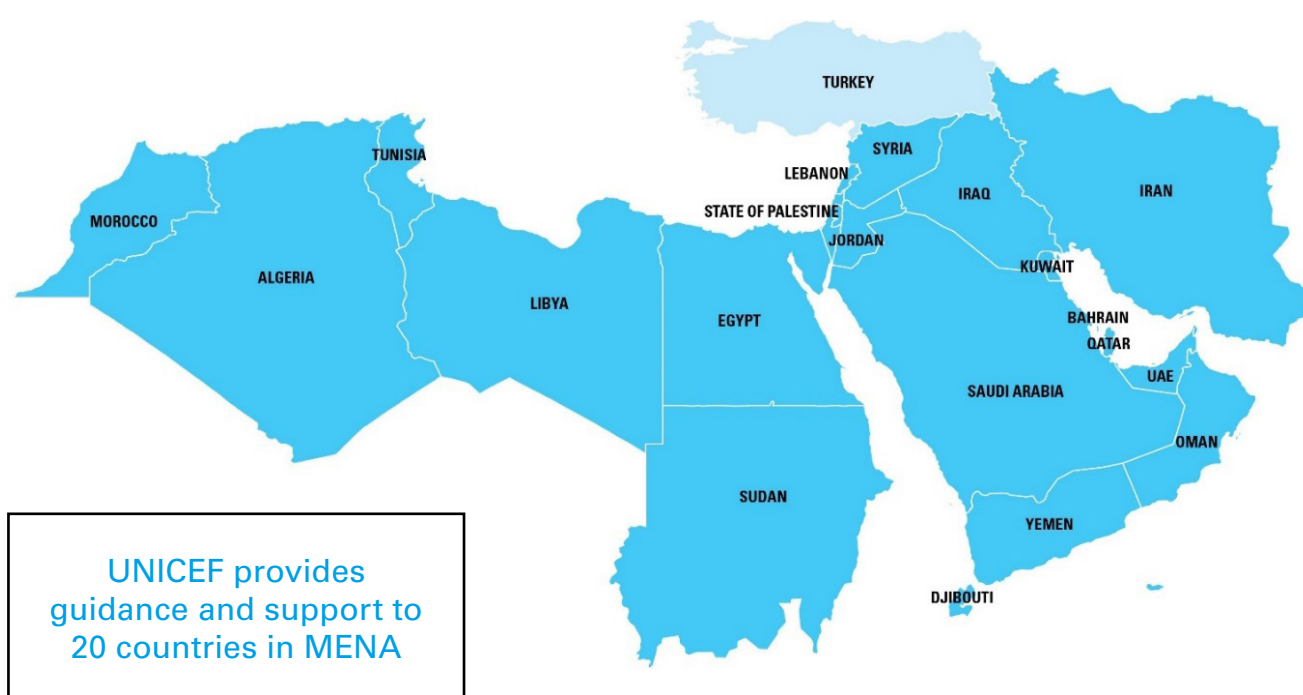 TURKEY
TUNISIA
SYRIA
LEBANON
IRAQ
IRAN
MOROCCO
STATE OF PALESTINE
JORDAN
ALGERIA
KUWAIT
LIBYA
EGYPT
BAHRAIN
QATAR
UAE
SAUDI ARABIA
OMAN
SUDAN
YEMEN
DJIBOUTI
UNICEF provides
guidance and support to
20 countries in MENA